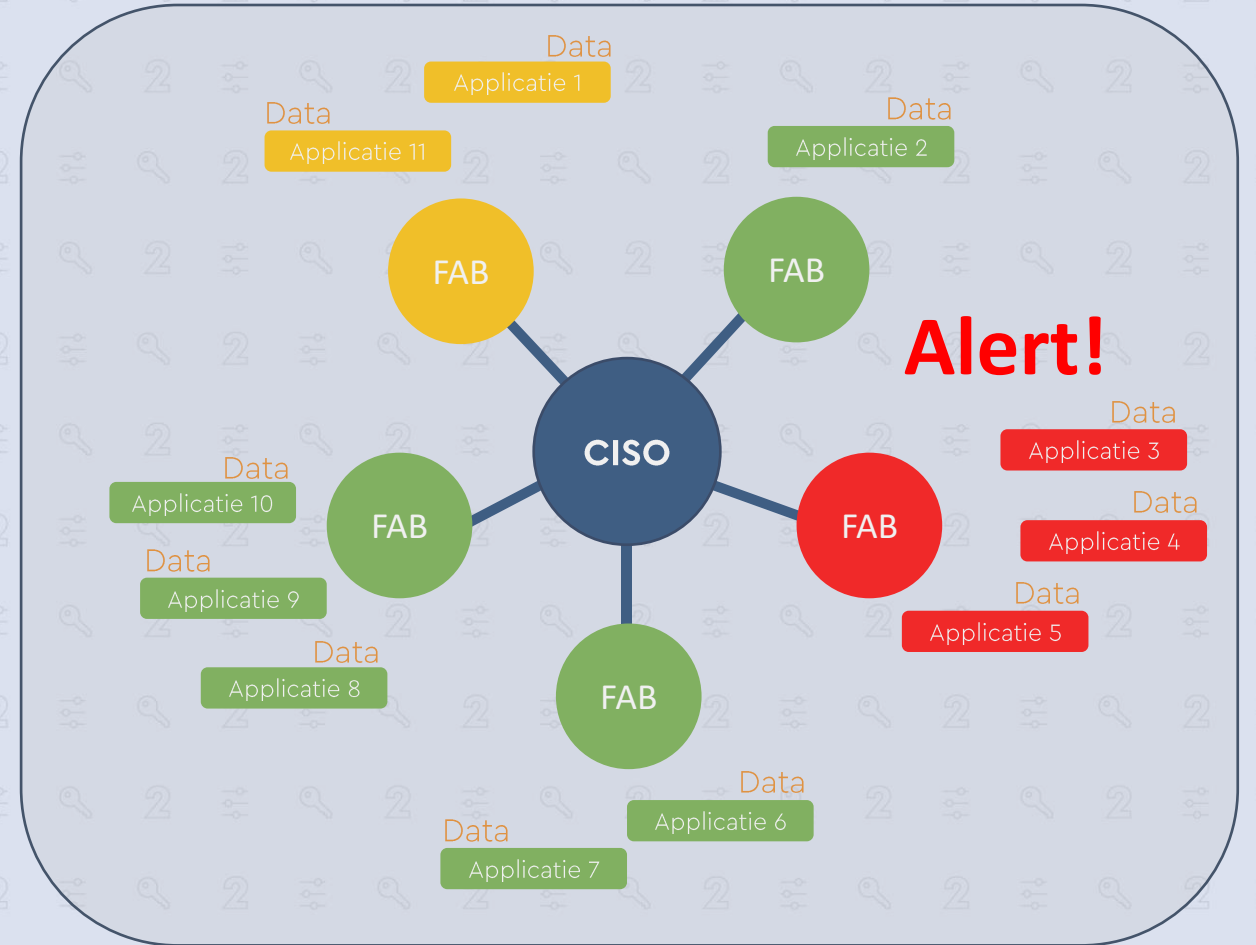 Data
Applicatie 1
Data
Applicatie 11
Data
Applicatie 2
FAB
FAB
Alert!
CISO
Data
Applicatie 3
Data
Applicatie 4
FAB
Data
Applicatie 5
Data
Applicatie 10
FAB
Data
Applicatie 9
Data
Applicatie 8
FAB
Data
Applicatie 6
Data
Applicatie 7